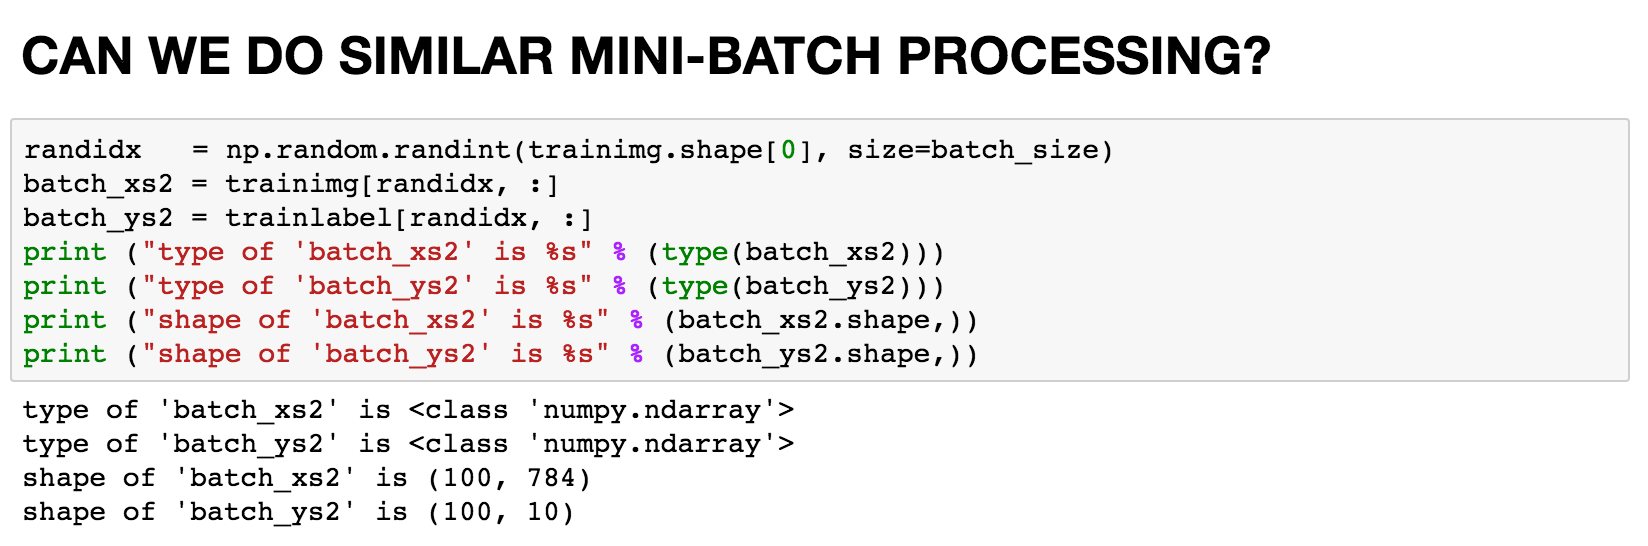 CAN WE DO SIMILAR MINI-BATCH PROCESSING?
randidx   = np.random.randint(trainimg.shape[0], size=batch_size)
batch_xs2 = trainimg[randidx, :]
batch_ys2 = trainlabel[randidx, :]
print ("type of 'batch_xs2' is %s" % (type(batch_xs2)))
print ("type of 'batch_ys2' is %s" % (type(batch_ys2)))
print ("shape of 'batch_xs2' is %s" % (batch_xs2.shape,))
print ("shape of 'batch_ys2' is %s" % (batch_ys2.shape,))
type of 'batch_xs2' is <class 'numpy.ndarray'>
type of 'batch_ys2' is <class 'numpy.ndarray'>
shape of 'batch_xs2' is (100, 784)
shape of 'batch_ys2' is (100, 10)